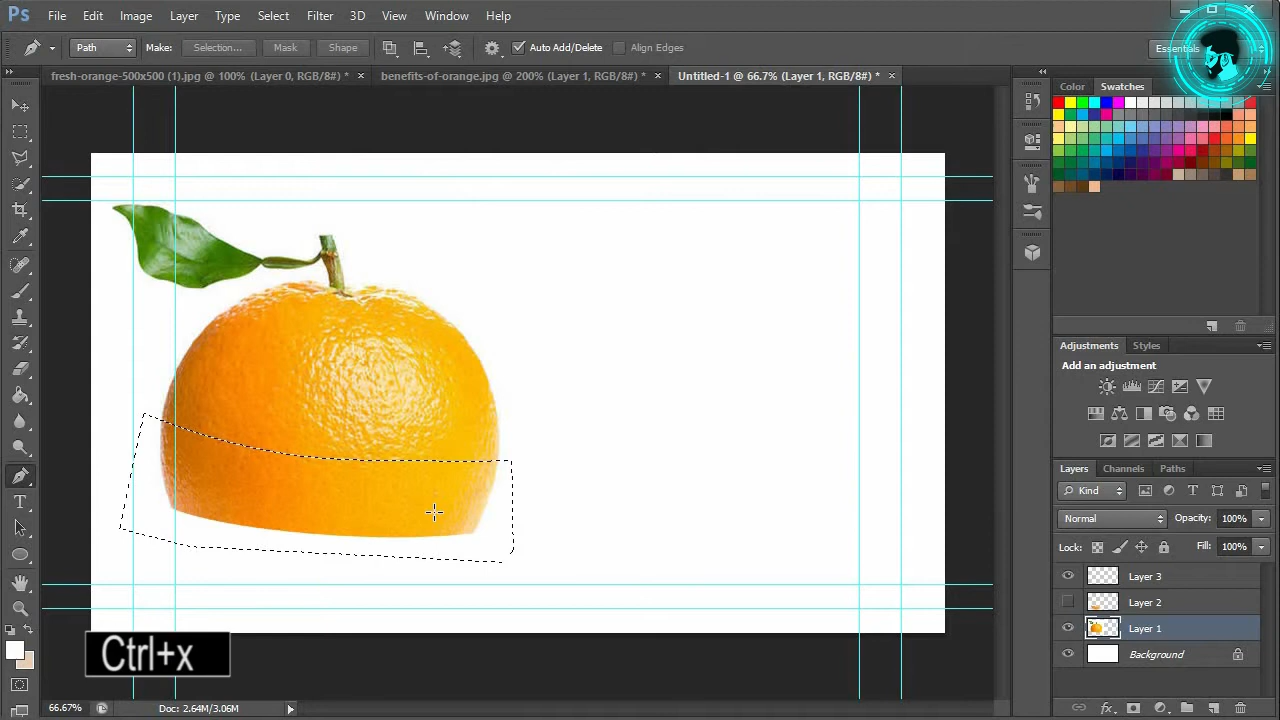 Ps File Edit Image Layer Type Select Filter 3D View Window Help
Path Make: Selection... Mask Shape Auto Add/Delete Align Edges Essentials
fresh-orange-500x500 (1).jpg @ 100% (Layer 0, RGB/8#) * × benefits-of-orange.jpg @ 200% (Layer 1, RGB/8#) * × Untitled-1 @ 66.7% (Layer 1, RGB/8#) * ×
Color Swatches
Adjustments Styles
Add an adjustment
Layers Channels Paths
Kind
Normal Opacity: 100%
Lock: Fill: 100%
Layer 3
Layer 2
Layer 1
Background
Ctrl+x
66.67% Doc: 2.64M/3.06M